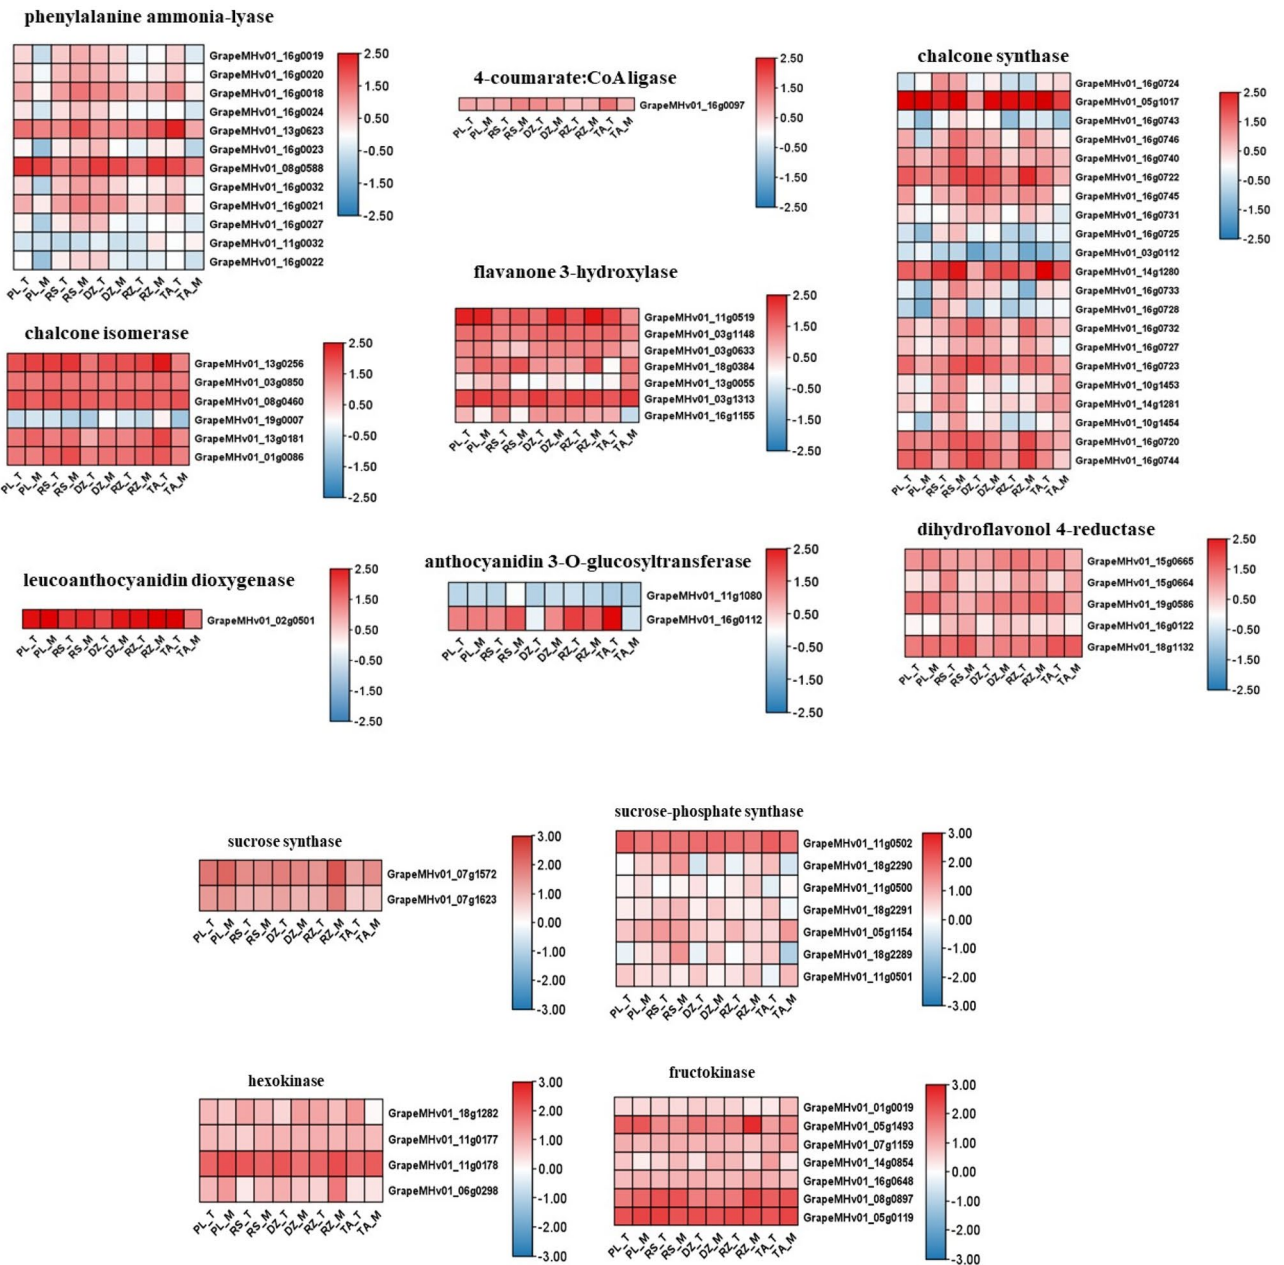 phenylalanine ammonia-lyase
GrapeMHv01_16g0019
GrapeMHv01_16g0020
GrapeMHv01_16g0018
GrapeMHv01_16g0024
GrapeMHv01_13g0623
GrapeMHv01_16g0023
GrapeMHv01_08g0588
GrapeMHv01_16g0032
GrapeMHv01_16g0021
GrapeMHv01_16g0027
GrapeMHv01_11g0032
GrapeMHv01_16g0022
PL_T
PL_M
RS_T
RS_M
DZ_T
DZ_M
RZ_T
RZ_M
TA_T
TA_M
2.50
1.50
0.50
-0.50
-1.50
-2.50
4-coumarate:CoA ligase
GrapeMHv01_16g0097
PL_T
PL_M
RS_T
RS_M
DZ_T
DZ_M
RZ_T
RZ_M
TA_T
TA_M
2.50
1.50
0.50
-0.50
-1.50
-2.50
chalcone synthase
GrapeMHv01_16g0724
GrapeMHv01_05g1017
GrapeMHv01_16g0743
GrapeMHv01_16g0746
GrapeMHv01_16g0740
GrapeMHv01_16g0722
GrapeMHv01_16g0745
GrapeMHv01_16g0731
GrapeMHv01_16g0725
GrapeMHv01_03g0112
GrapeMHv01_14g1280
GrapeMHv01_16g0733
GrapeMHv01_16g0728
GrapeMHv01_16g0732
GrapeMHv01_16g0727
GrapeMHv01_16g0723
GrapeMHv01_10g1453
GrapeMHv01_14g1281
GrapeMHv01_10g1454
GrapeMHv01_16g0720
GrapeMHv01_16g0744
PL_T
PL_M
RS_T
RS_M
DZ_T
DZ_M
RZ_T
RZ_M
TA_T
TA_M
2.50
1.50
0.50
-0.50
-1.50
-2.50
chalcone isomerase
GrapeMHv01_13g0256
GrapeMHv01_03g0850
GrapeMHv01_08g0460
GrapeMHv01_19g0007
GrapeMHv01_13g0181
GrapeMHv01_01g0086
PL_T
PL_M
RS_T
RS_M
DZ_T
DZ_M
RZ_T
RZ_M
TA_T
TA_M
2.50
1.50
0.50
-0.50
-1.50
-2.50
flavanone 3-hydroxylase
GrapeMHv01_11g0519
GrapeMHv01_03g1148
GrapeMHv01_03g0633
GrapeMHv01_18g0384
GrapeMHv01_13g0055
GrapeMHv01_03g1313
GrapeMHv01_16g1155
PL_T
PL_M
RS_T
RS_M
DZ_T
DZ_M
RZ_T
RZ_M
TA_T
TA_M
2.50
1.50
0.50
-0.50
-1.50
-2.50
leucoanthocyanidin dioxygenase
GrapeMHv01_02g0501
PL_T
PL_M
RS_T
RS_M
DZ_T
DZ_M
RZ_T
RZ_M
TA_T
TA_M
2.50
1.50
0.50
-0.50
-1.50
-2.50
anthocyanidin 3-O-glucosyltransferase
GrapeMHv01_11g1080
GrapeMHv01_16g0112
PL_T
PL_M
RS_T
RS_M
DZ_T
DZ_M
RZ_T
RZ_M
TA_T
TA_M
2.50
1.50
0.50
-0.50
-1.50
-2.50
dihydroflavonol 4-reductase
GrapeMHv01_15g0665
GrapeMHv01_15g0664
GrapeMHv01_19g0586
GrapeMHv01_16g0122
GrapeMHv01_18g1132
PL_T
PL_M
RS_T
RS_M
DZ_T
DZ_M
RZ_T
RZ_M
TA_T
TA_M
2.50
1.50
0.50
-0.50
-1.50
-2.50
sucrose synthase
GrapeMHv01_07g1572
GrapeMHv01_07g1623
PL_T
PL_M
RS_T
RS_M
DZ_T
DZ_M
RZ_T
RZ_M
TA_T
TA_M
3.00
2.00
1.00
0.00
-1.00
-2.00
-3.00
sucrose-phosphate synthase
GrapeMHv01_11g0502
GrapeMHv01_18g2290
GrapeMHv01_11g0500
GrapeMHv01_18g2291
GrapeMHv01_05g1154
GrapeMHv01_18g2289
GrapeMHv01_11g0501
PL_T
PL_M
RS_T
RS_M
DZ_T
DZ_M
RZ_T
RZ_M
TA_T
TA_M
3.00
2.00
1.00
0.00
-1.00
-2.00
-3.00
hexokinase
GrapeMHv01_18g1282
GrapeMHv01_11g0177
GrapeMHv01_11g0178
GrapeMHv01_06g0298
PL_T
PL_M
RS_T
RS_M
DZ_T
DZ_M
RZ_T
RZ_M
TA_T
TA_M
3.00
2.00
1.00
0.00
-1.00
-2.00
-3.00
fructokinase
GrapeMHv01_01g0019
GrapeMHv01_05g1493
GrapeMHv01_07g1159
GrapeMHv01_14g0854
GrapeMHv01_16g0648
GrapeMHv01_08g0897
GrapeMHv01_05g0119
PL_T
PL_M
RS_T
RS_M
DZ_T
DZ_M
RZ_T
RZ_M
TA_T
TA_M
3.00
2.00
1.00
0.00
-1.00
-2.00
-3.00